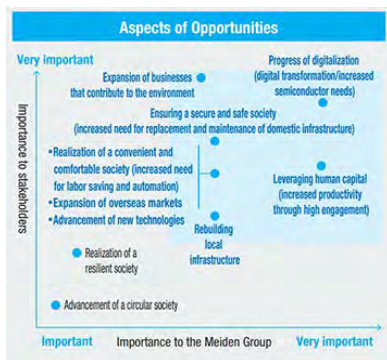 Aspects of Opportunities
Very important
Progress of digitalization
(digital transformation/increased
semiconductor needs)
Expansion of businesses
that contribute to the environment
Ensuring a secure and safe society
(increased need for replacement and maintenance of domestic infrastructure)
•Realization of a convenient and
comfortable society (increased need
for labor saving and automation)
•Expansion of overseas markets
•Advancement of new technologies
Leveraging human capital
(increased productivity
through high engagement)
Rebuilding
local
infrastructure
Realization of a
resilient society
Advancement of a circular society
Importance to stakeholders
Important
Importance to the Meiden Group
Very important